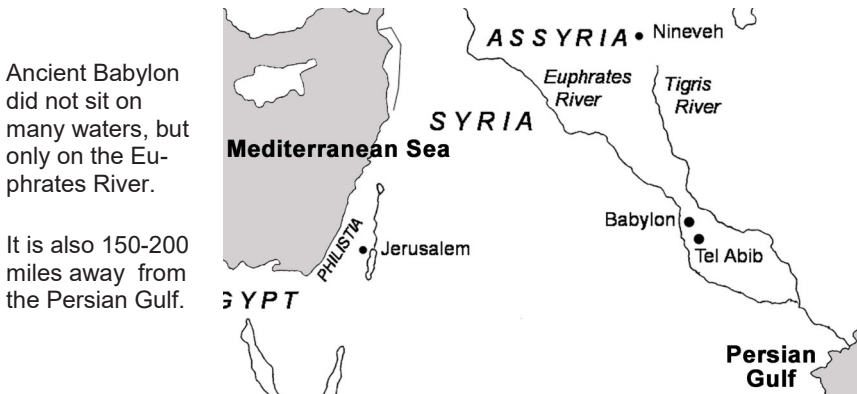 Ancient Babylon
did not sit on
many waters, but
only on the Eu-
phrates River.
It is also 150-200
miles away from
the Persian Gulf.
ASSYRIA
Nineveh
Euphrates
River
Tigris
River
SYRIA
Mediterranean Sea
Babylon
Tel Abib
PHILISTIA
Jerusalem
GYPT
Persian
Gulf